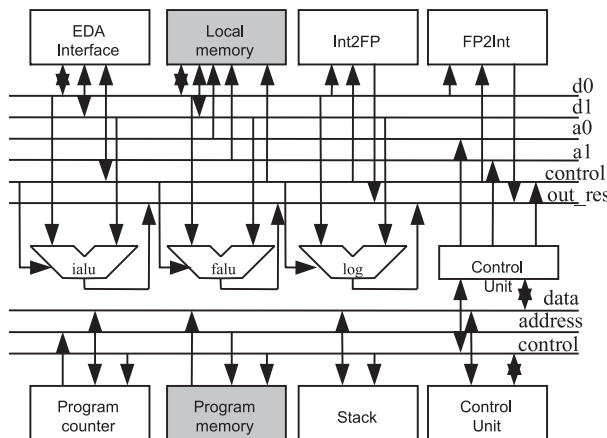 EDA
Interface
Local
memory
Int2FP
FP2Int
d0
d1
a0
a1
control
out_res
ialu
falu
log
Control
Unit
data
address
control
Program
counter
Program
memory
Stack
Control
Unit